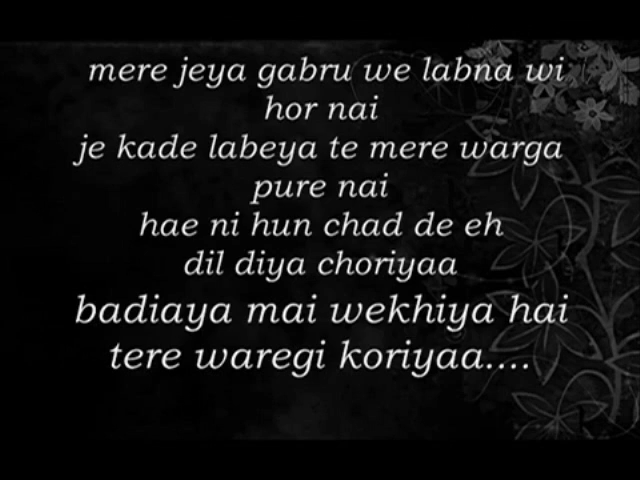 mere jeya gabru we labna wi
hor nai
je kade labeya te mere warga
pure nai
hae ni hun chad de eh
dil diya choriyaa
badiaya mai wekhiya hai
tere waregi koriyaa....